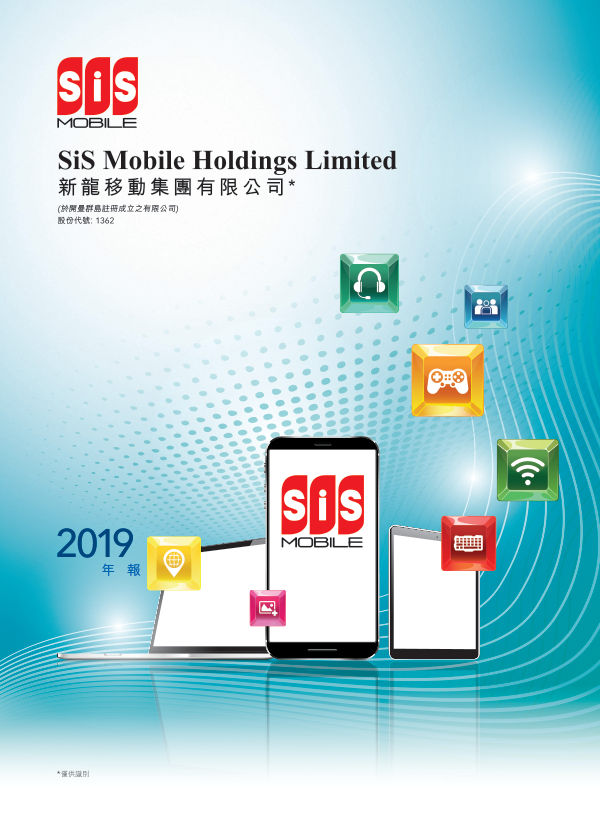 SiS
MOBILE
SiS Mobile Holdings Limited
新龍移動集團有限公司*
(於開曼群島註冊成立之有限公司)
股份代號: 1362
SiS
MOBILE
2019
年 報
*僅供識別